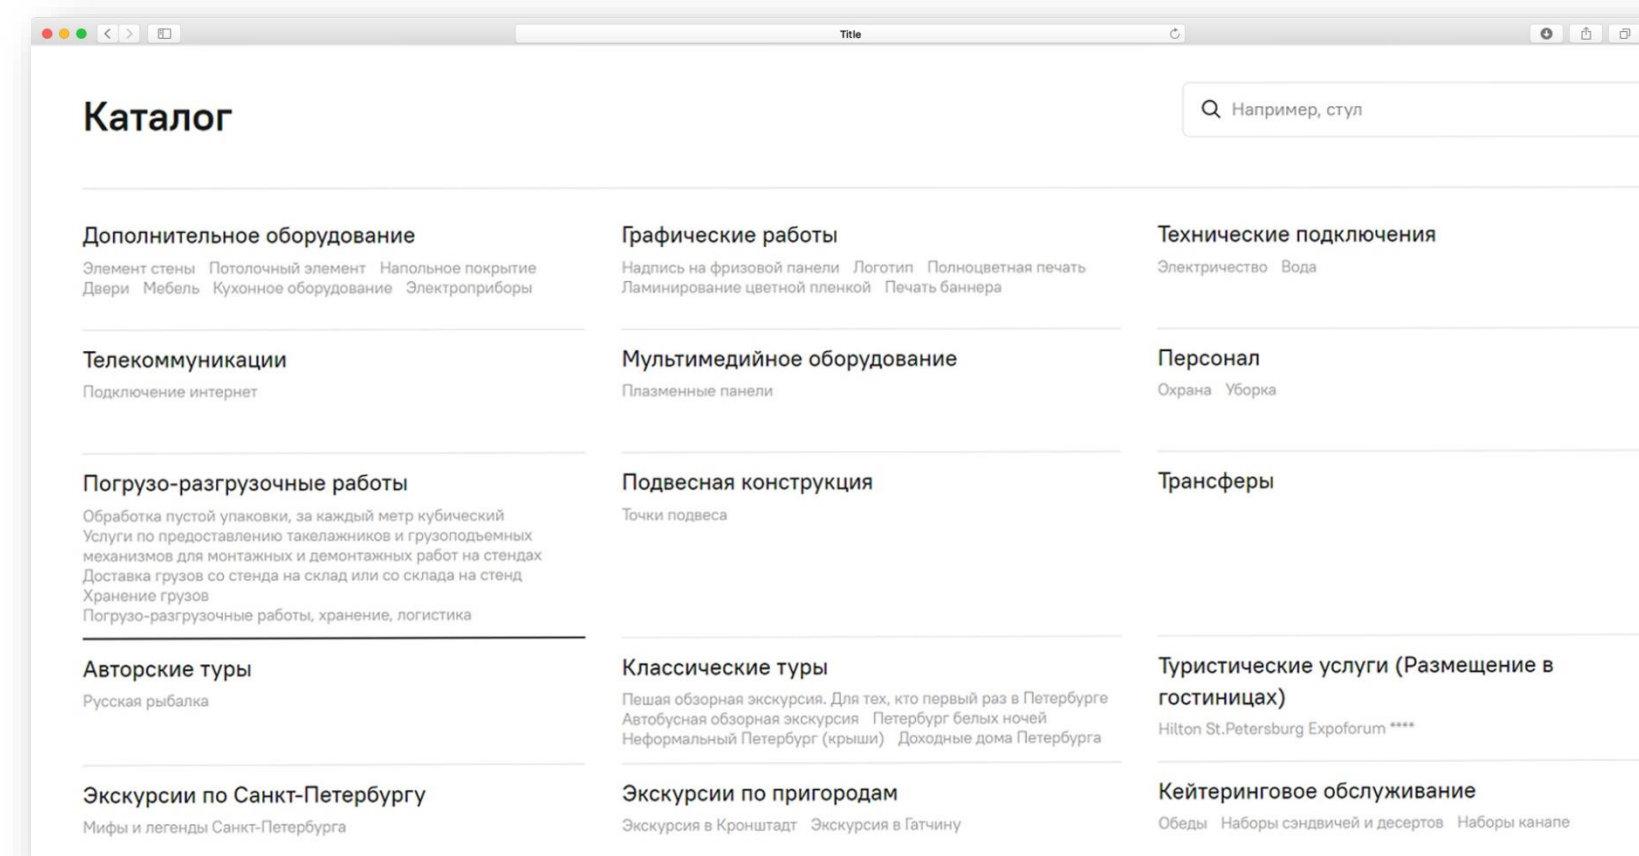 Title
Каталог
Например, стул
Дополнительное оборудование
Элемент стены Потолочный элемент Напольное покрытие
Двери Мебель Кухонное оборудование Электроприборы
Графические работы
Надпись на фризовой панели Логотип Полноцветная печать
Ламинирование цветной пленкой Печать баннера
Технические подключения
Электричество Вода
Телекоммуникации
Подключение интернет
Мультимедийное оборудование
Плазменные панели
Персонал
Охрана Уборка
Погрузо-разгрузочные работы
Обработка пустой упаковки, за каждый метр кубический
Услуги по предоставлению такелажников и грузоподъемных
механизмов для монтажных и демонтажных работ на стендах
Доставка грузов со стенда на склад или со склада на стенд
Хранение грузов
Погрузо-разгрузочные работы, хранение, логистика
Подвесная конструкция
Точки подвеса
Трансферы
Авторские туры
Русская рыбалка
Классические туры
Пешая обзорная экскурсия. Для тех, кто первый раз в Петербурге
Автобусная обзорная экскурсия Петербург белых ночей
Неформальный Петербург (крыши) Доходные дома Петербурга
Туристические услуги (Размещение в
гостиницах)
Hilton St.Petersburg Expoforum ****
Экскурсии по Санкт-Петербургу
Мифы и легенды Санкт-Петербурга
Экскурсии по пригородам
Экскурсия в Кронштадт Экскурсия в Гатчину
Кейтеринговое обслуживание
Обеды Наборы сэндвичей и десертов Наборы канапе